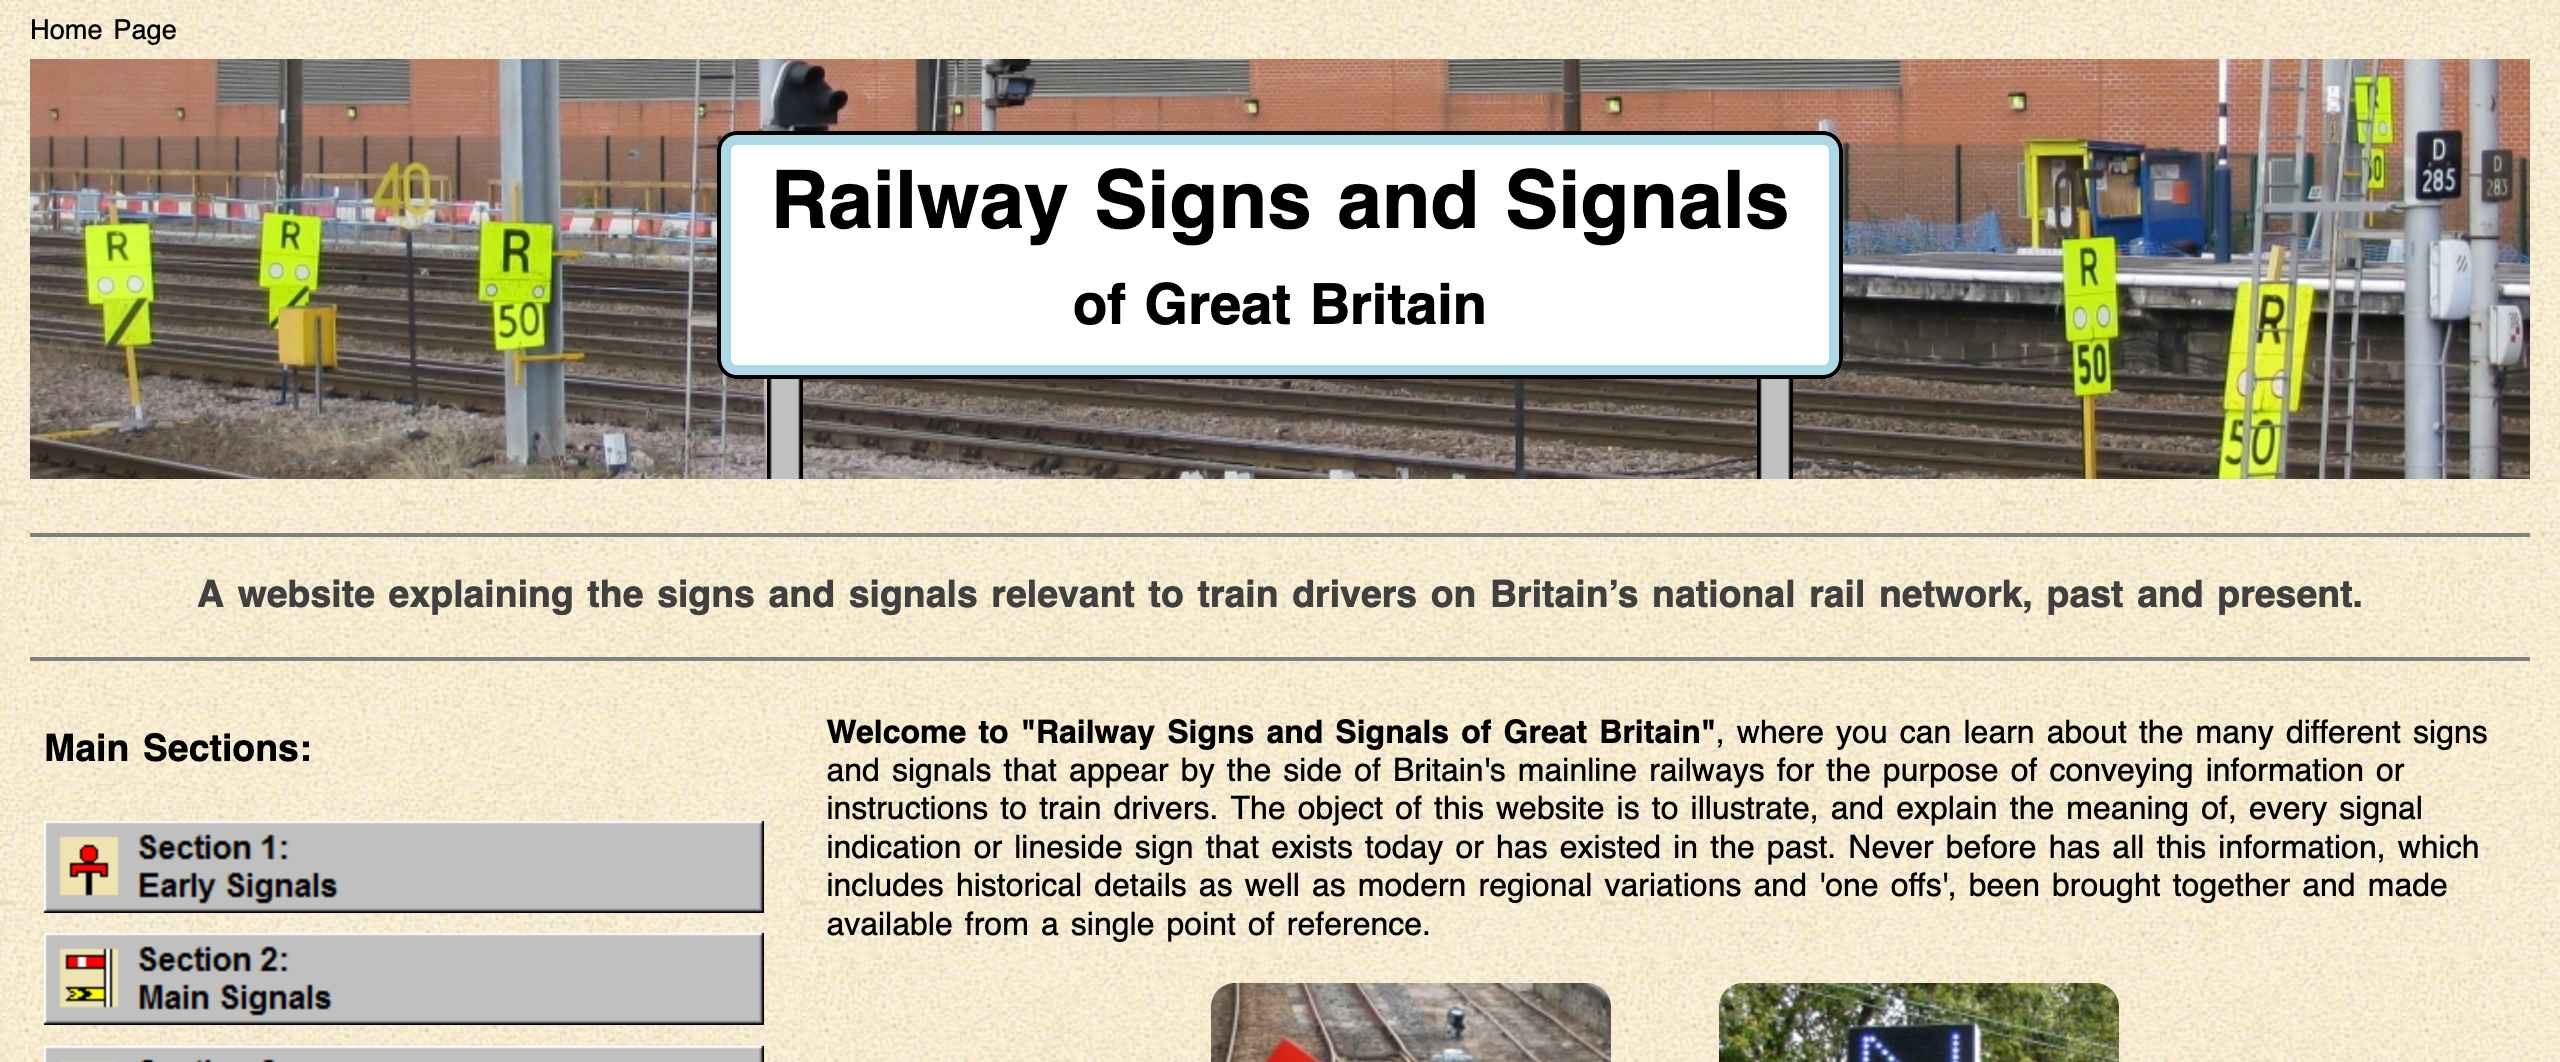 Home Page
R
R
40
R
50
Railway Signs and Signals
of Great Britain
R
50
R
50
D
285
D
283
A website explaining the signs and signals relevant to train drivers on Britain’s national rail network, past and present.
Main Sections:
Section 1:
Early Signals
Section 2:
Main Signals
Welcome to "Railway Signs and Signals of Great Britain", where you can learn about the many different signs
and signals that appear by the side of Britain's mainline railways for the purpose of conveying information or
instructions to train drivers. The object of this website is to illustrate, and explain the meaning of, every signal
indication or lineside sign that exists today or has existed in the past. Never before has all this information, which
includes historical details as well as modern regional variations and 'one offs', been brought together and made
available from a single point of reference.